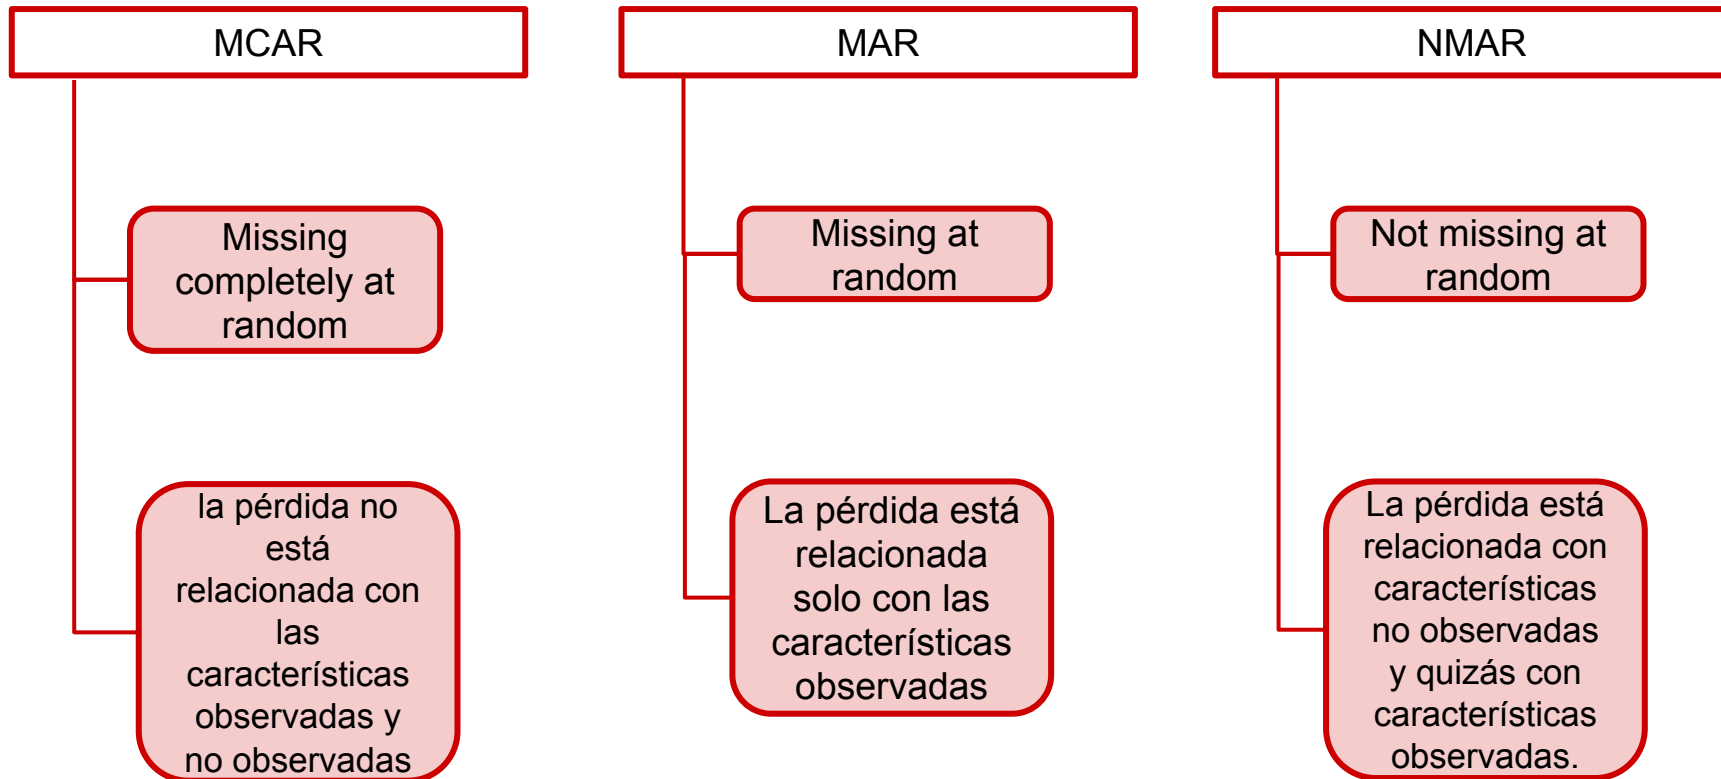 MCAR
Missing
completely at
random
la pérdida no
está
relacionada con
las
características
observadas y
no observadas
MAR
Missing at
random
La pérdida está
relacionada
solo con las
características
observadas
NMAR
Not missing at
random
La pérdida está
relacionada con
características
no observadas
y quizás con
características
observadas.